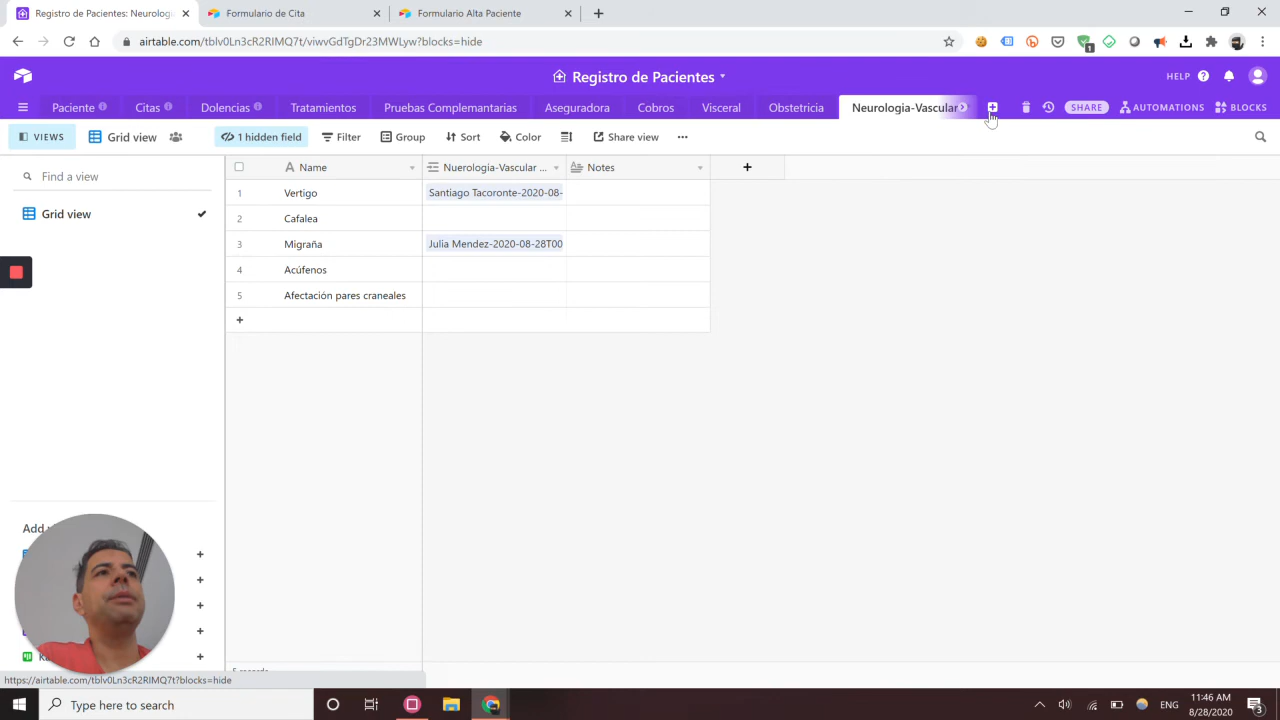 Registro de Pacientes: Neurolog
Formulario de Cita
Formulario Alta Paciente
airtable.com/tblv0Ln3cR2RIMQ7t/viwvGdTgDr23MWLyw?blocks=hide
1
Registro de Pacientes
HELP
Paciente
Citas
Dolencias
Tratamientos
Pruebas Complementarias
Aseguradora
Cobros
Visceral
Obstetricia
Neurologia-Vascular
SHARE
AUTOMATIONS
BLOCKS
VIEWS
Grid view
1 hidden field
Filter
Group
Sort
Color
Share view
Find a view
Name
Nuerologia-Vascular ...
Notes
1 Vertigo Santiago Tacoronte-2020-08-
2 Cafalea
3 Migraña Julia Mendez-2020-08-28T00
4 Acúfenos
5 Afectación pares craneales
Grid view
Add
5 records
https://airtable.com/tblv0Ln3cR2RIMQ7t?blocks=hide
Type here to search
ENG
11:46 AM
8/28/2020
3